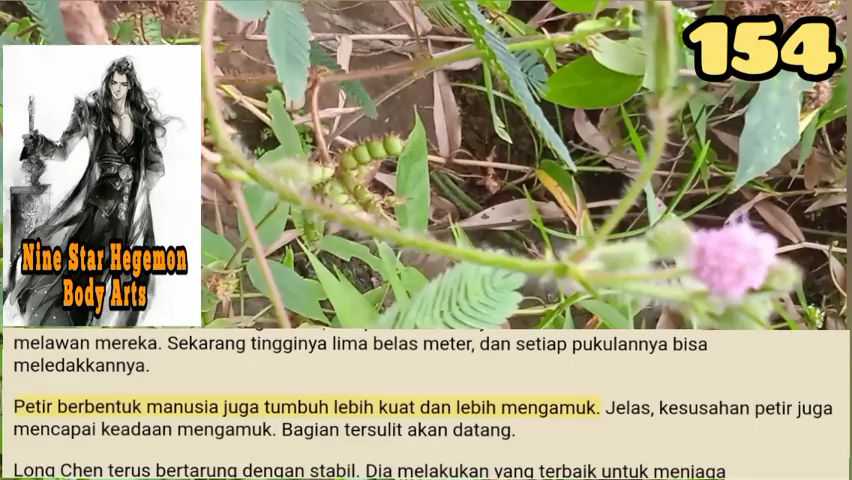 154
Nine Star Hegemon
Body Arts
melawan mereka. Sekarang tingginya lima belas meter, dan setiap pukulannya bisa
meledakkannya.
Petir berbentuk manusia juga tumbuh lebih kuat dan lebih mengamuk. Jelas, kesusahan petir juga
mencapai keadaan mengamuk. Bagian tersulit akan datang.
Long Chen terus bertarung dengan stabil. Dia melakukan yang terbaik untuk menjaga